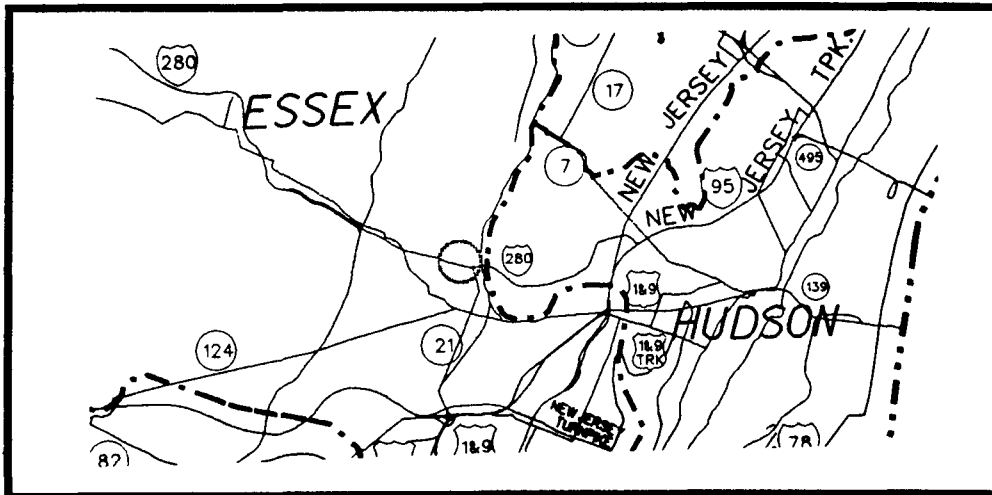 280
ESSEX
17
NEW JERSEY
TPK.
NEW JERSEY
7
95
495
280
1&9
139
HUDSON
21
1&9
TRK
124
NEW JERSEY
TURNPIKE
82
1&9
78